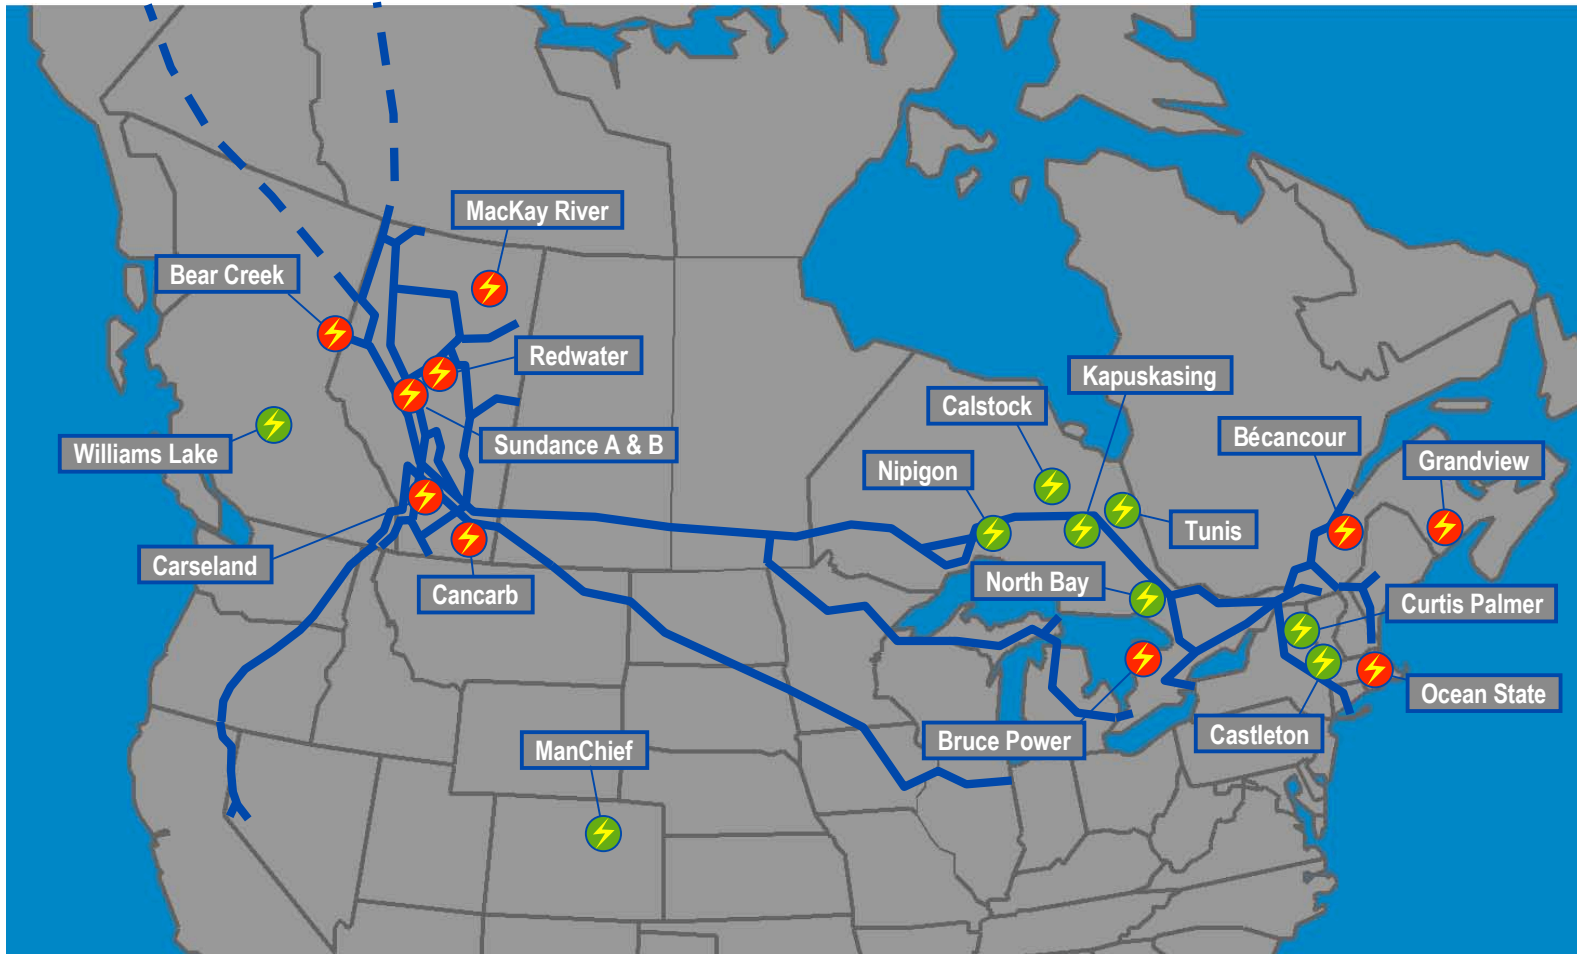 MacKay River
Bear Creek
Redwater
Kapuskasing
Calstock
Bécancour
Sundance A & B
Williams Lake
Grandview
Nipigon
Tunis
Carseland
North Bay
Cancarb
Curtis Palmer
Ocean State
Castleton
Bruce Power
ManChief